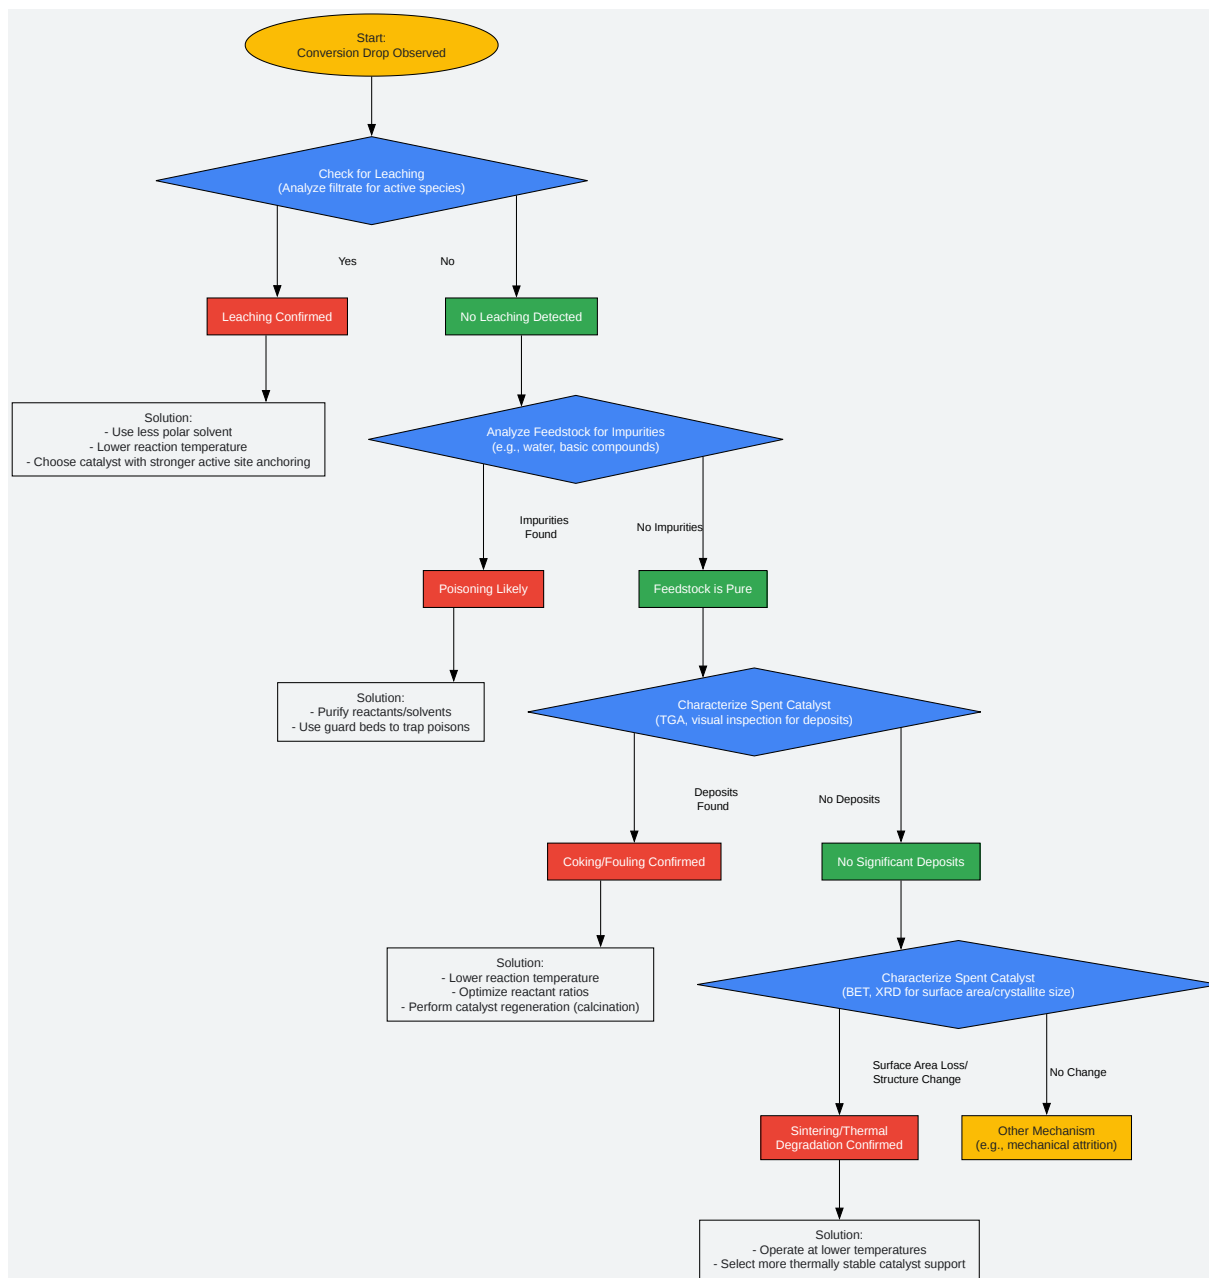 Start:
Conversion Drop Observed
Check for Leaching
(Analyze filtrate for active species)
Yes
No
Leaching Confirmed
No Leaching Detected
Solution:
- Use less polar solvent
- Lower reaction temperature
- Choose catalyst with stronger active site anchoring
Analyze Feedstock for Impurities
(e.g., water, basic compounds)
Impurities
Found
No Impurities
Poisoning Likely
Feedstock is Pure
Solution:
- Purify reactants/solvents
- Use guard beds to trap poisons
Characterize Spent Catalyst
(TGA, visual inspection for deposits)
Deposits
Found
No Deposits
Coking/Fouling Confirmed
No Significant Deposits
Solution:
- Lower reaction temperature
- Optimize reactant ratios
- Perform catalyst regeneration (calcination)
Characterize Spent Catalyst
(BET, XRD for surface area/crystallite size)
Surface Area Loss/
Structure Change
No Change
Sintering/Thermal
Degradation Confirmed
Other Mechanism
(e.g., mechanical attrition)
Solution:
- Operate at lower temperatures
- Select more thermally stable catalyst support